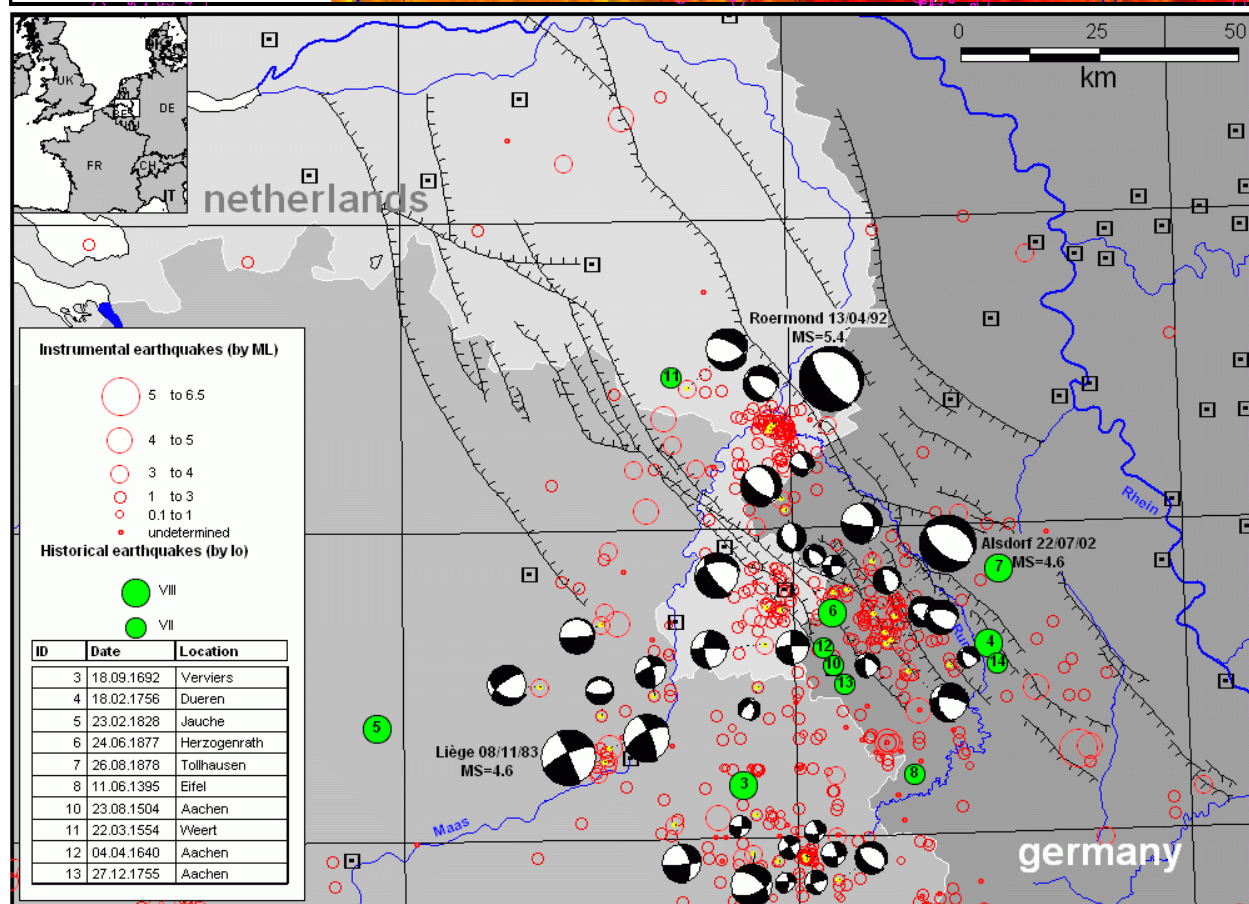 0 25 50
km
UK
DE
FR
CH
IT
netherlands
Roermond 13/04/92
MS=5.4
11
Instrumental earthquakes (by ML)
5 to 6.5
4 to 5
3 to 4
1 to 3
0.1 to 1
undetermined
Historical earthquakes (by Io)
VIII
VII
ID Date Location
3 18.09.1692 Verviers
4 18.02.1756 Dueren
5 23.02.1828 Jauche
6 24.06.1877 Herzogenrath
7 26.08.1878 Tollhausen
8 11.06.1395 Eifel
10 23.08.1504 Aachen
11 22.03.1554 Weert
12 04.04.1640 Aachen
13 27.12.1755 Aachen
Rhein
Alsdorf 22/07/02
MS=4.6
7
6
12
10
13
4
14
5
Liège 08/11/83
MS=4.6
3
8
Maas
germany